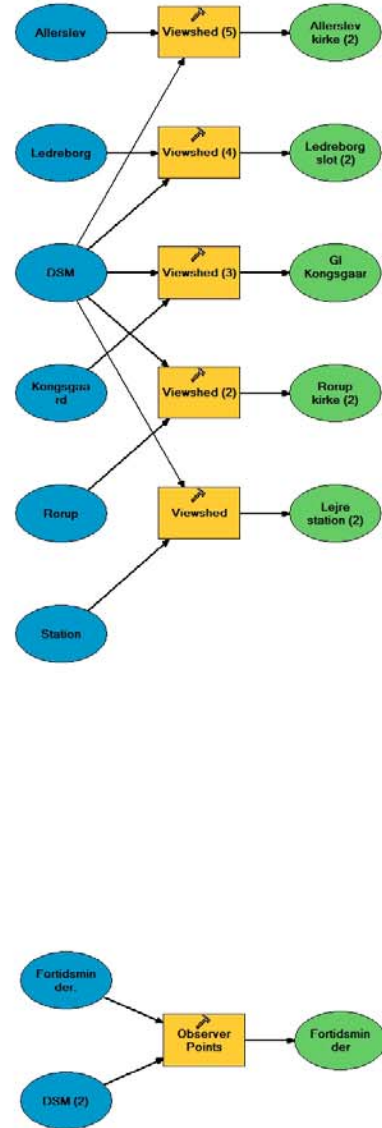 Allerslev
Viewshed (5)
Allerslev
kirke (2)
Ledreborg
Viewshed (4)
Ledreborg
slot (2)
DSM
Viewshed (3)
Gl
Kongsgaar
Kongsgaa
rd
Viewshed (2)
Rorup
kirke (2)
Rorup
Viewshed
Lejre
station (2)
Station
Fortidsmin
der.
Observer
Points
Fortidsmin
der
DSM (2)